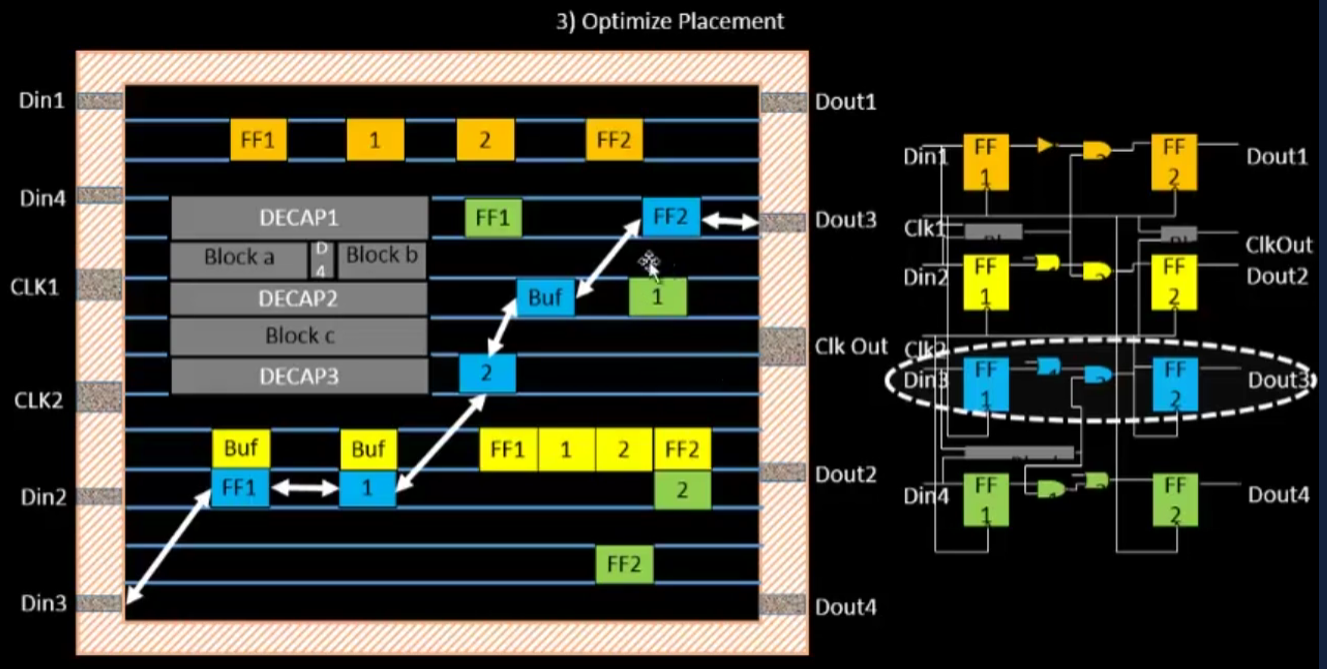 3) Optimize Placement
Din1
Din4
CLK1
CLK2
Din2
Din3
FF1 1 2 FF2
DECAP1
FF1
FF2
Block a
D
4
Block b
DECAP2
Buf
1
Block c
DECAP3
2
Buf
Buf
FF1 1 2 FF2
FF1
1
2
FF2
Dout1
Dout3
Clk Out
Dout2
Dout4
Din1
FF
1
FF
2
Dout1
Clk1
ClkOut
Din2
FF
1
FF
2
Dout2
Clk2
Din3
FF
1
FF
2
Dout3
Din4
FF
1
FF
2
Dout4